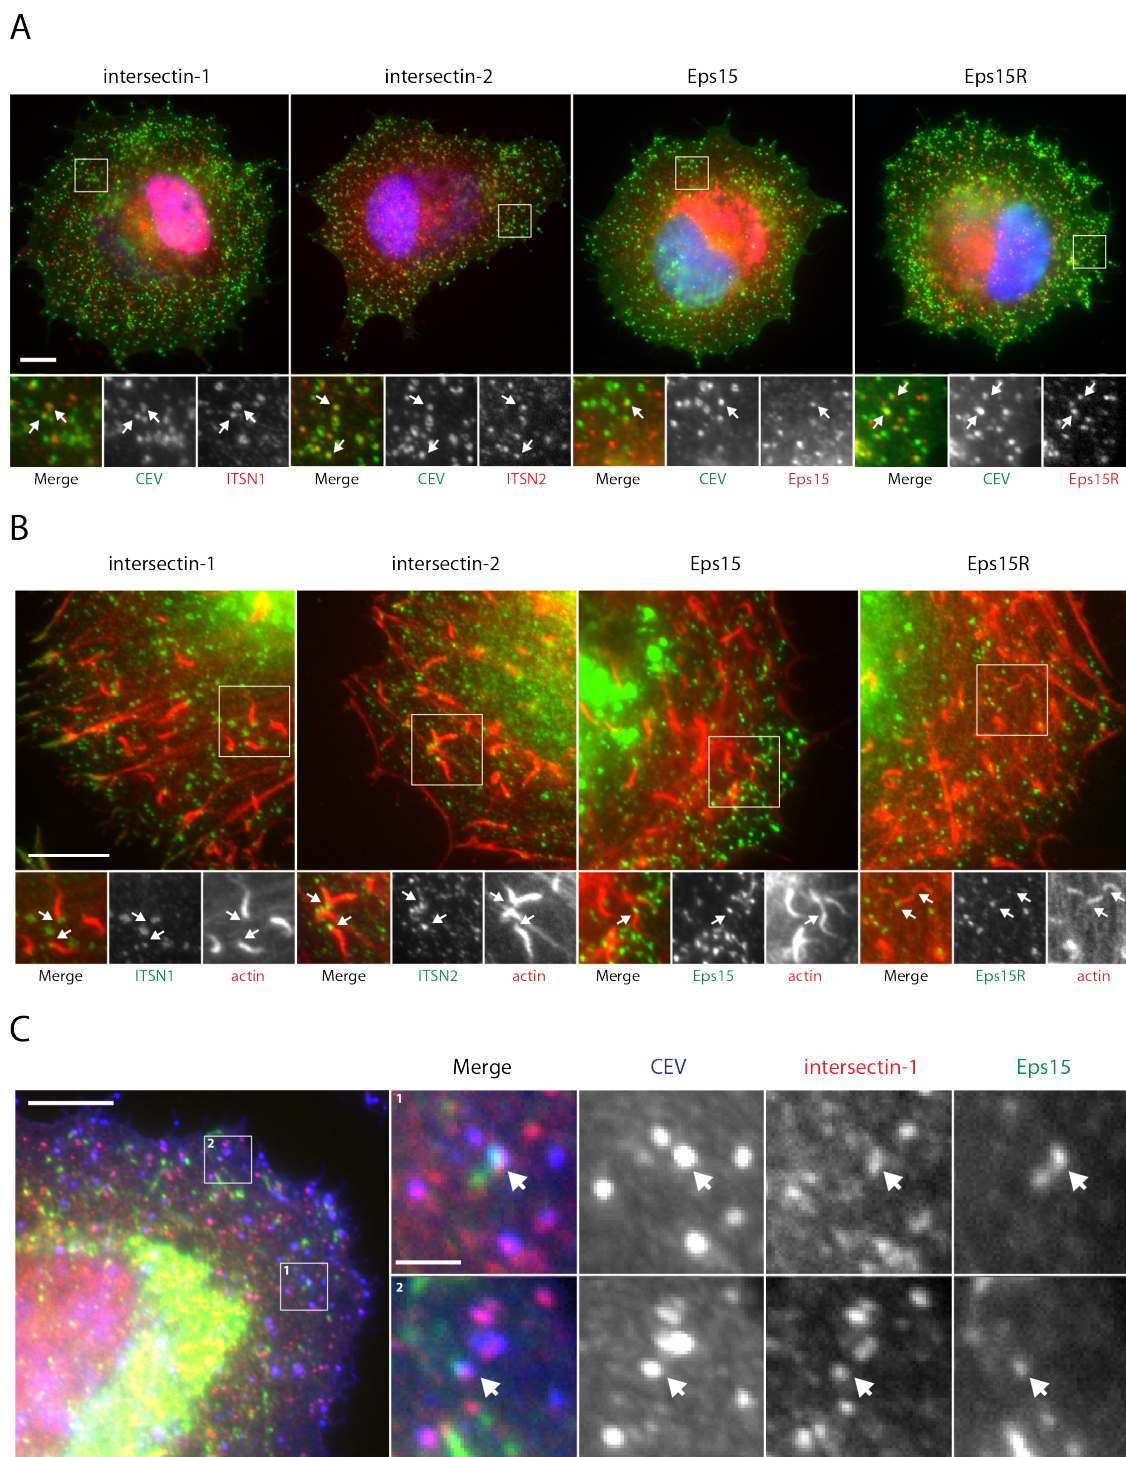 A
intersectin-1 intersectin-2 Eps15 Eps15R
Merge CEV ITSN1 Merge CEV ITSN2 Merge CEV Eps15 Merge CEV Eps15R
B
intersectin-1 intersectin-2 Eps15 Eps15R
Merge ITSN1 actin Merge ITSN2 actin Merge Eps15 actin Merge Eps15R actin
C
Merge CEV intersectin-1 Eps15
1
2
1
2